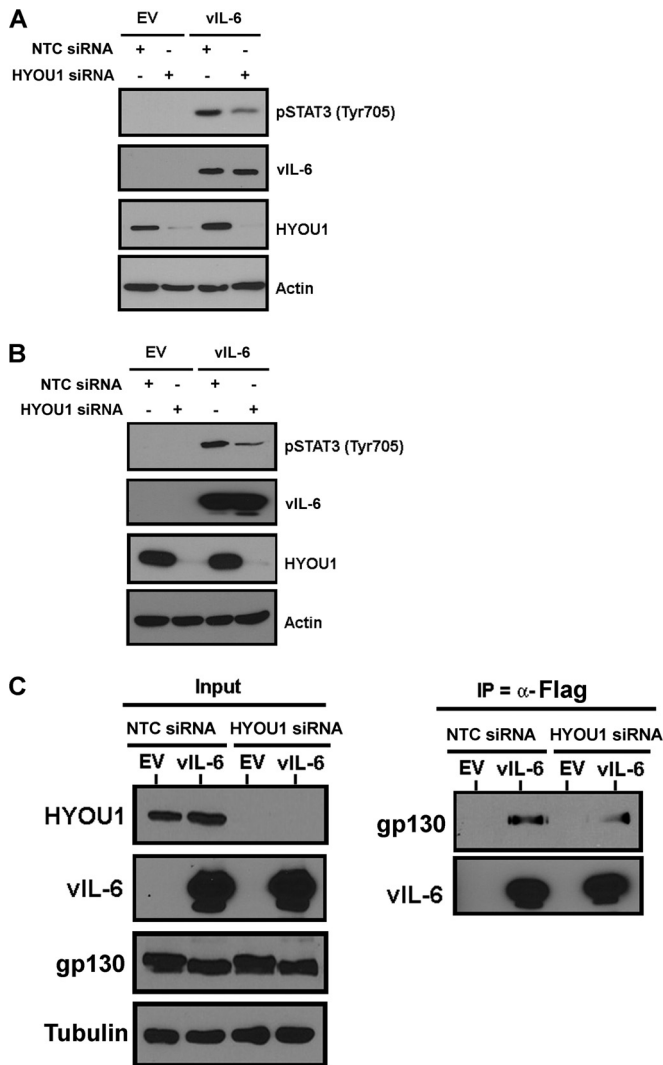 A
EV vIL-6
NTC siRNA + - + -
HYOU1 siRNA - + - +
pSTAT3 (Tyr705)
vIL-6
HYOU1
Actin
B
EV vIL-6
NTC siRNA + - + -
HYOU1 siRNA - + - +
pSTAT3 (Tyr705)
vIL-6
HYOU1
Actin
C
Input
NTC siRNA HYOU1 siRNA
EV vIL-6 EV vIL-6
HYOU1
vIL-6
gp130
Tubulin
IP = α-Flag
NTC siRNA HYOU1 siRNA
EV vIL-6 EV vIL-6
gp130
vIL-6